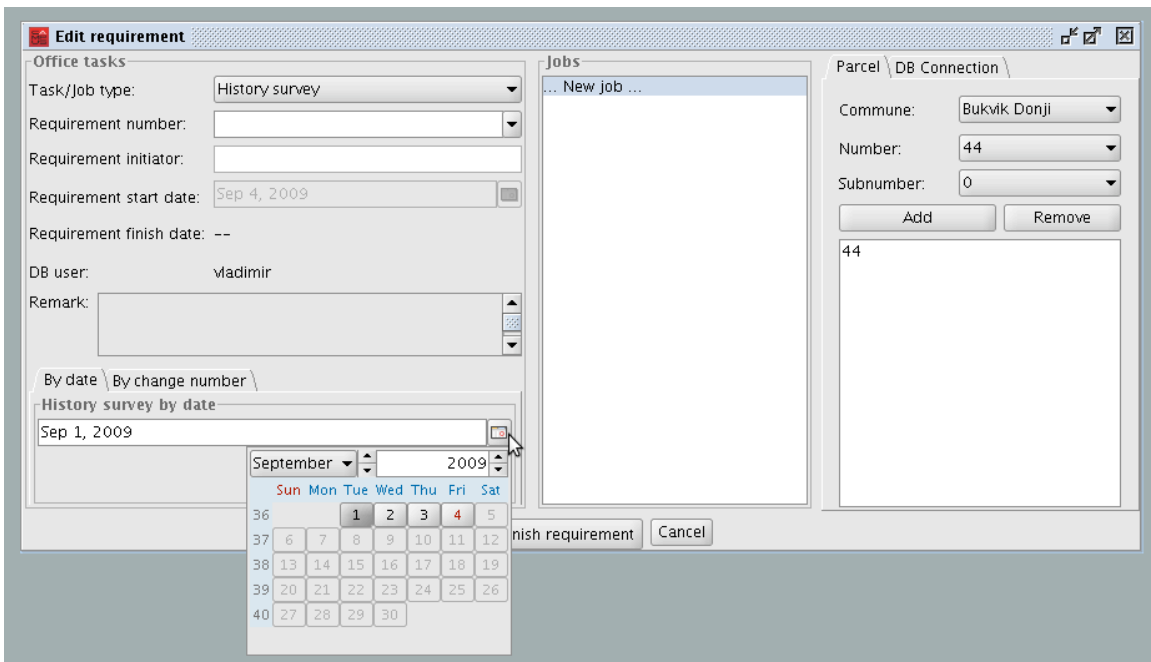 Edit requirement
Office tasks
Task/Job type: History survey
Requirement number:
Requirement initiator:
Requirement start date: Sep 4, 2009
Requirement finish date: --
DB user: vladimir
Remark:
By date By change number
History survey by date
Sep 1, 2009
September 2009
Sun Mon Tue Wed Thu Fri Sat
36 1 2 3 4 5
37 6 7 8 9 10 11 12
38 13 14 15 16 17 18 19
39 20 21 22 23 24 25 26
40 27 28 29 30
Jobs
... New job ...
nish requirement Cancel
Parcel DB Connection
Commune: Bukvik Donji
Number: 44
Subnumber: 0
Add Remove
44